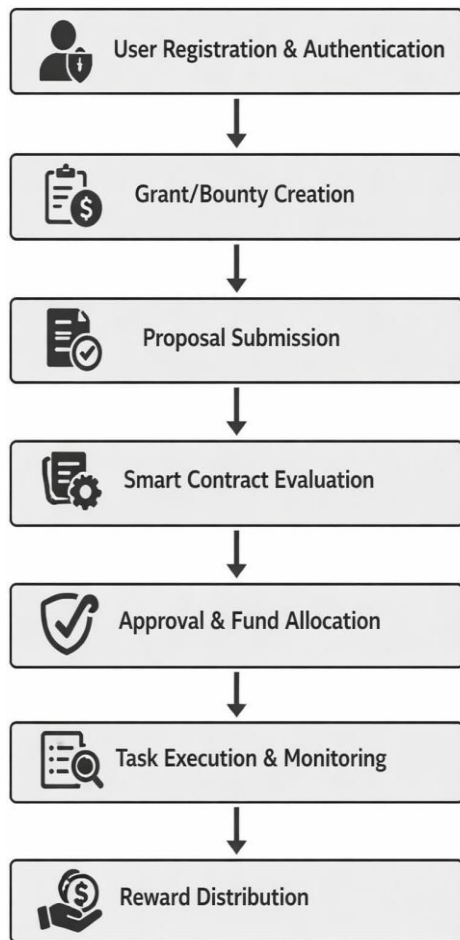 User Registration & Authentication
Grant/Bounty Creation
Proposal Submission
Smart Contract Evaluation
Approval & Fund Allocation
Task Execution & Monitoring
Reward Distribution